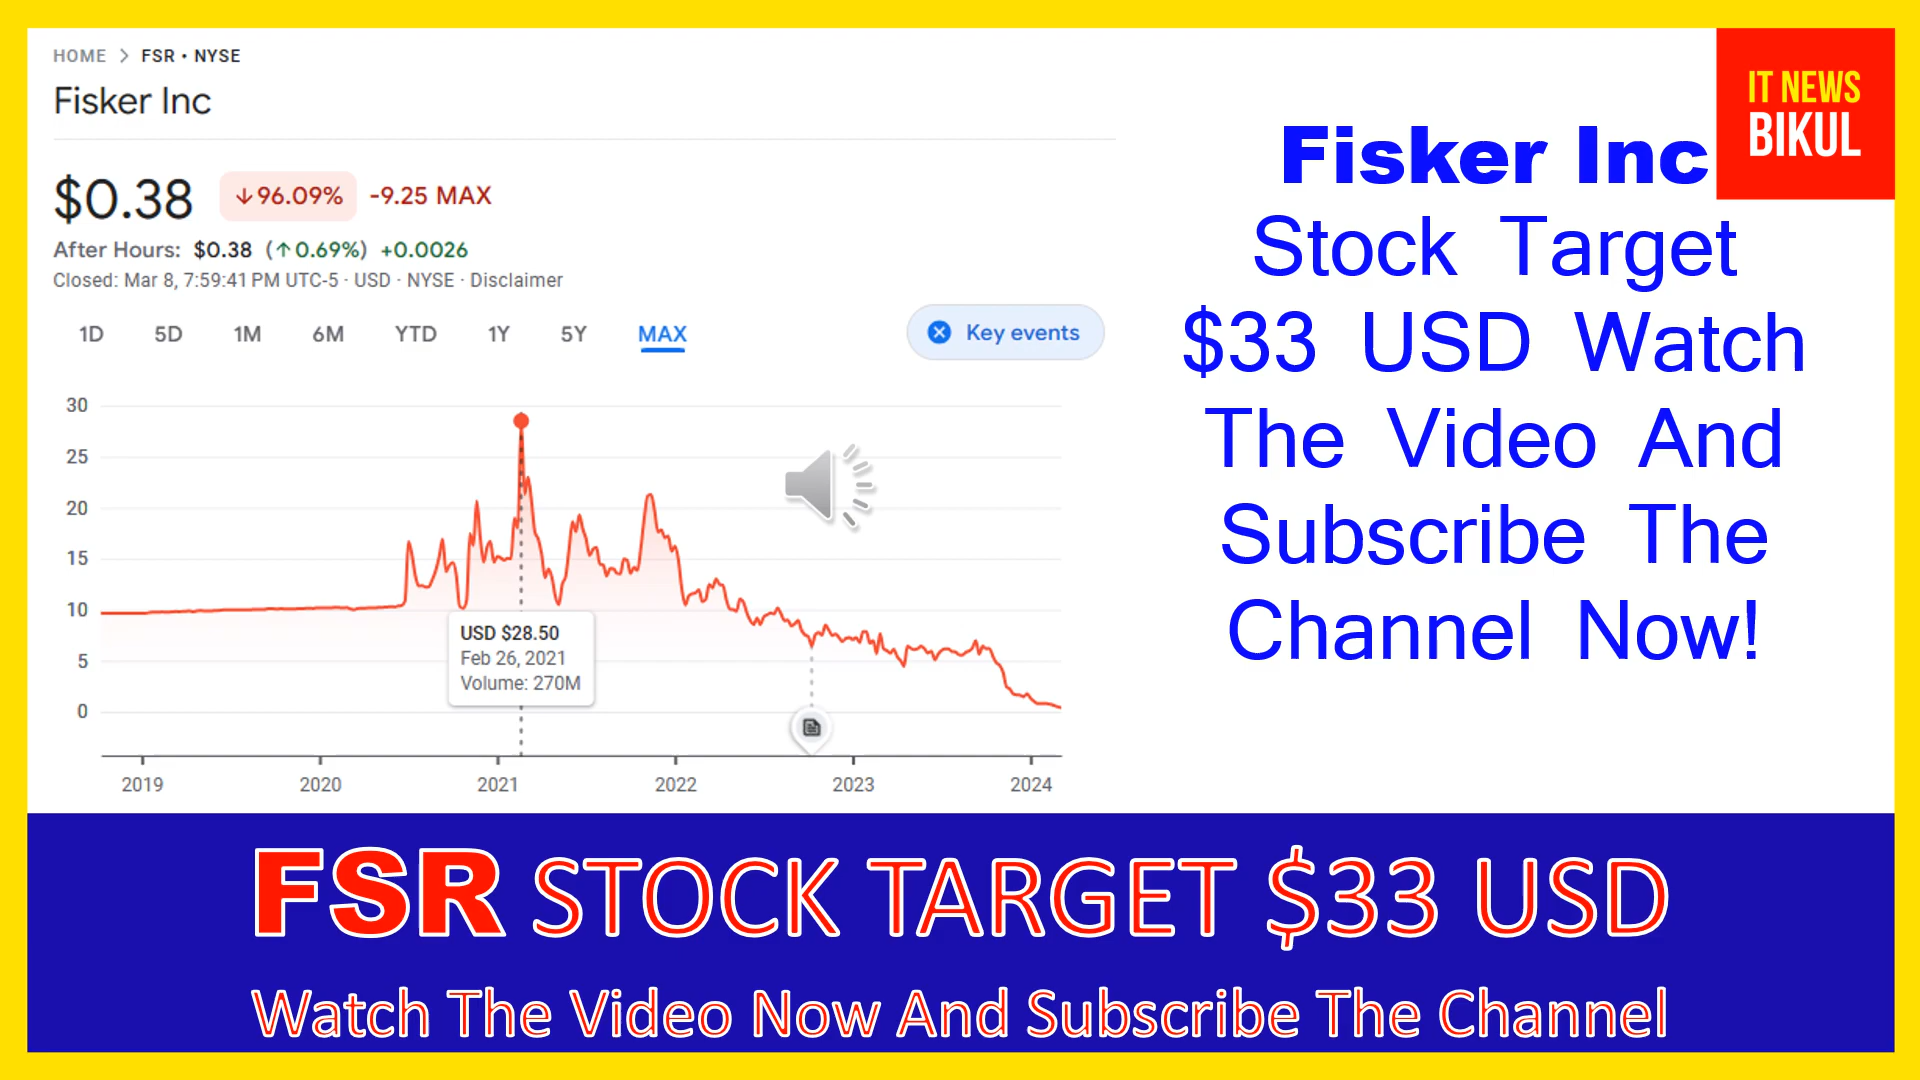 HOME > FSR • NYSE
Fisker Inc
$0.38 ↓96.09% -9.25 MAX
After Hours: $0.38 (↑0.69%) +0.0026
Closed: Mar 8, 7:59:41 PM UTC-5 · USD · NYSE · Disclaimer
1D 5D 1M 6M YTD 1Y 5Y MAX
Key events
30
25
20
15
10
5
0
USD $28.50
Feb 26, 2021
Volume: 270M
2019 2020 2021 2022 2023 2024
IT NEWS
BIKUL
Fisker Inc
Stock Target
$33 USD Watch
The Video And
Subscribe The
Channel Now!
FSR STOCK TARGET $33 USD
Watch The Video Now And Subscribe The Channel